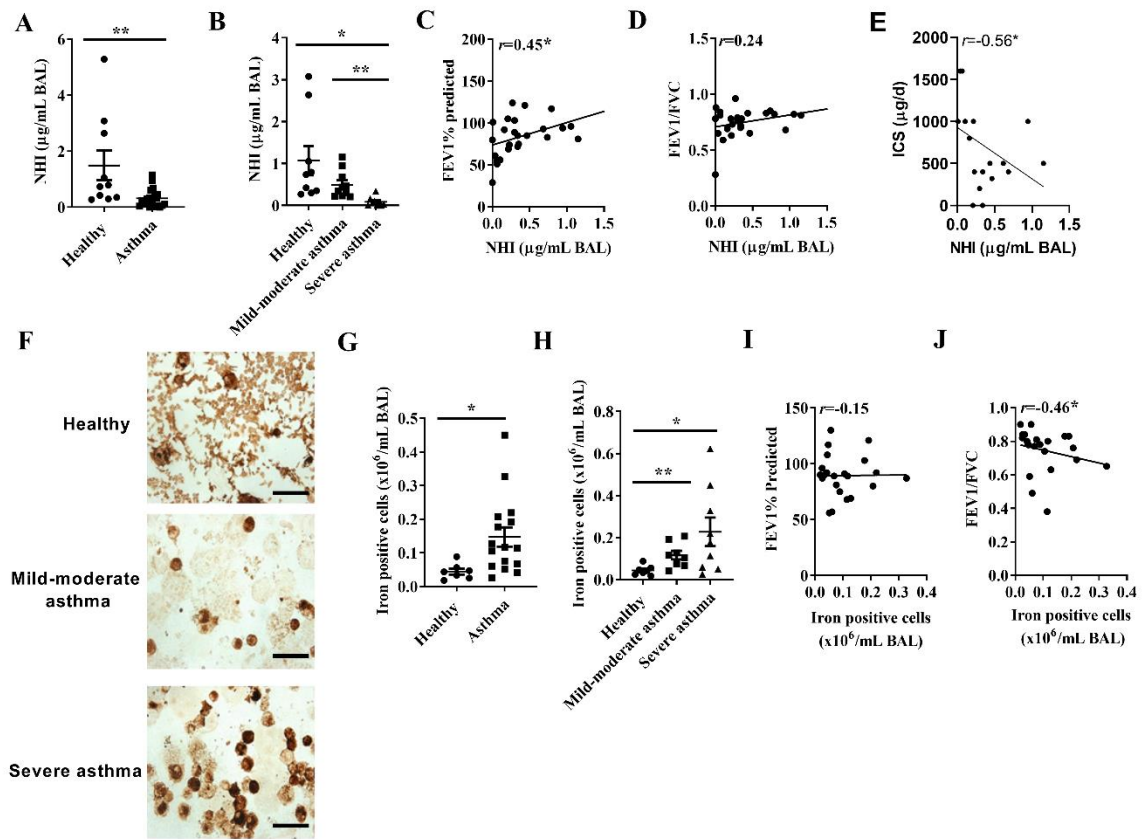 A
**
NHI (µg/mL BAL)
6
4
2
0
Healthy
Asthma
B
*
**
NHI (µg/mL BAL)
5
4
3
2
1
0
Healthy
Mild-moderate asthma
Severe asthma
C
r=0.45*
FEV1% predicted
200
150
100
50
0
0.0 0.5 1.0 1.5
NHI (µg/mL BAL)
D
r=0.24
FEV1/FVC
1.5
1.0
0.5
0.0
0.0 0.5 1.0 1.5
NHI (µg/mL BAL)
E
r=-0.56*
ICS (µg/d)
2000
1500
1000
500
0
0.0 0.5 1.0 1.5
NHI (µg/mL BAL)
F
Healthy
Mild-moderate
asthma
Severe asthma
G
*
Iron positive cells (x10⁶/mL BAL)
0.5
0.4
0.3
0.2
0.1
0.0
Healthy
Asthma
H
*
**
Iron positive cells (x10⁶/mL BAL)
0.8
0.6
0.4
0.2
0.0
Healthy
Mild-moderate asthma
Severe asthma
I
r=-0.15
FEV1% Predicted
150
100
50
0
0.0 0.1 0.2 0.3 0.4
Iron positive cells
(x10⁶/mL BAL)
J
r=-0.46*
FEV1/FVC
1.0
0.8
0.6
0.4
0.2
0.0
0.0 0.1 0.2 0.3 0.4
Iron positive cells
(x10⁶/mL BAL)